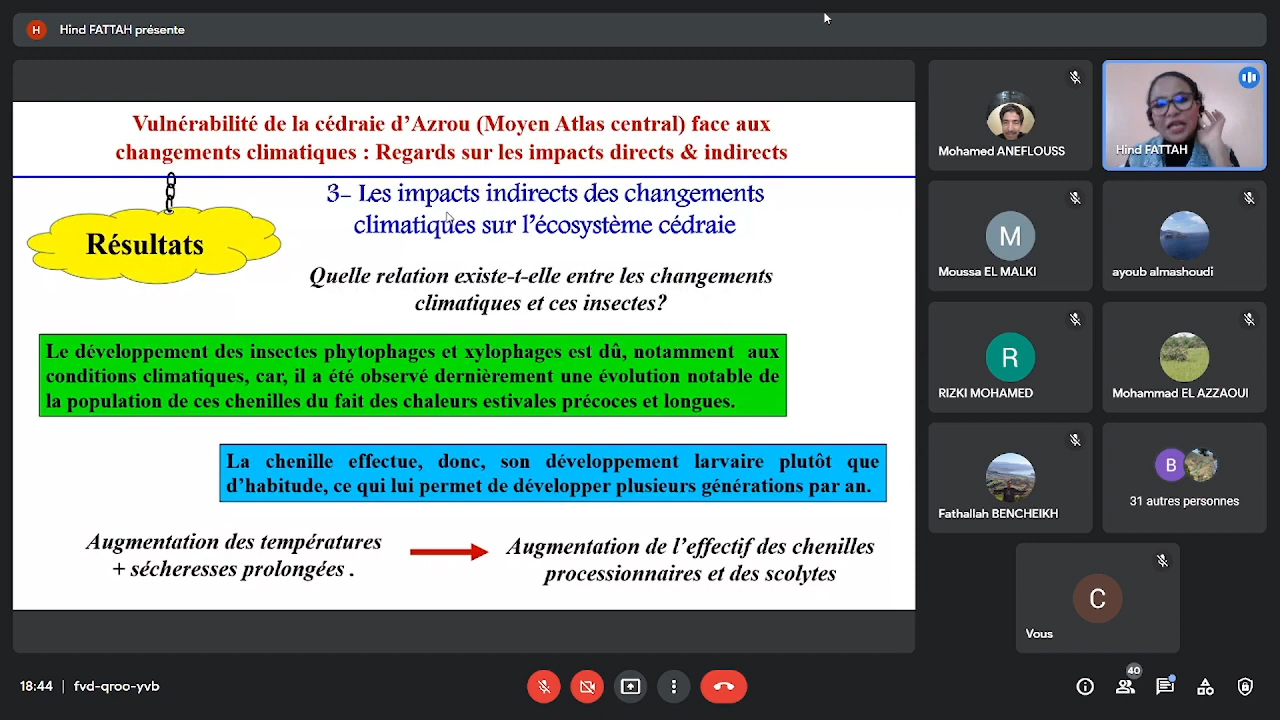 H Hind FATTAH présente
Vulnérabilité de la cédraie d'Azrou (Moyen Atlas central) face aux
changements climatiques : Regards sur les impacts directs & indirects
Résultats
3- Les impacts indirects des changements
climatiques sur l'écosystème cédraie
Quelle relation existe-t-elle entre les changements
climatiques et ces insectes?
Le développement des insectes phytophages et xylophages est dû, notamment aux
conditions climatiques, car, il a été observé dernièrement une évolution notable de
la population de ces chenilles du fait des chaleurs estivales précoces et longues.
La chenille effectue, donc, son développement larvaire plutôt que
d'habitude, ce qui lui permet de développer plusieurs générations par an.
Augmentation des températures
+ sécheresses prolongées .
Augmentation de l'effectif des chenilles
processionnaires et des scolytes
Mohamed ANEFLOUSS
Hind FATTAH
M
Moussa EL MALKI
ayoub almashoudi
R
RIZKI MOHAMED
Mohammad EL AZZAOUI
Fathallah BENCHEIKH
B
31 autres personnes
C
Vous
18:44 | fvd-qroo-yvb
40